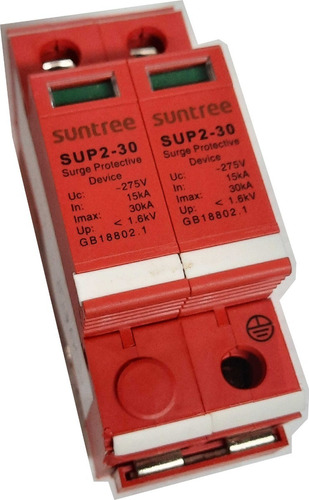 suntree
SUP2-30
Surge Protective
Device
Uc: ~275V
In: 15kA
Imax: 30kA
Up: < 1.6kV
GB18802.1
suntree
SUP2-30
Surge Protective
Device
Uc: ~275V
In: 15kA
Imax: 30kA
Up: < 1.6kV
GB18802.1